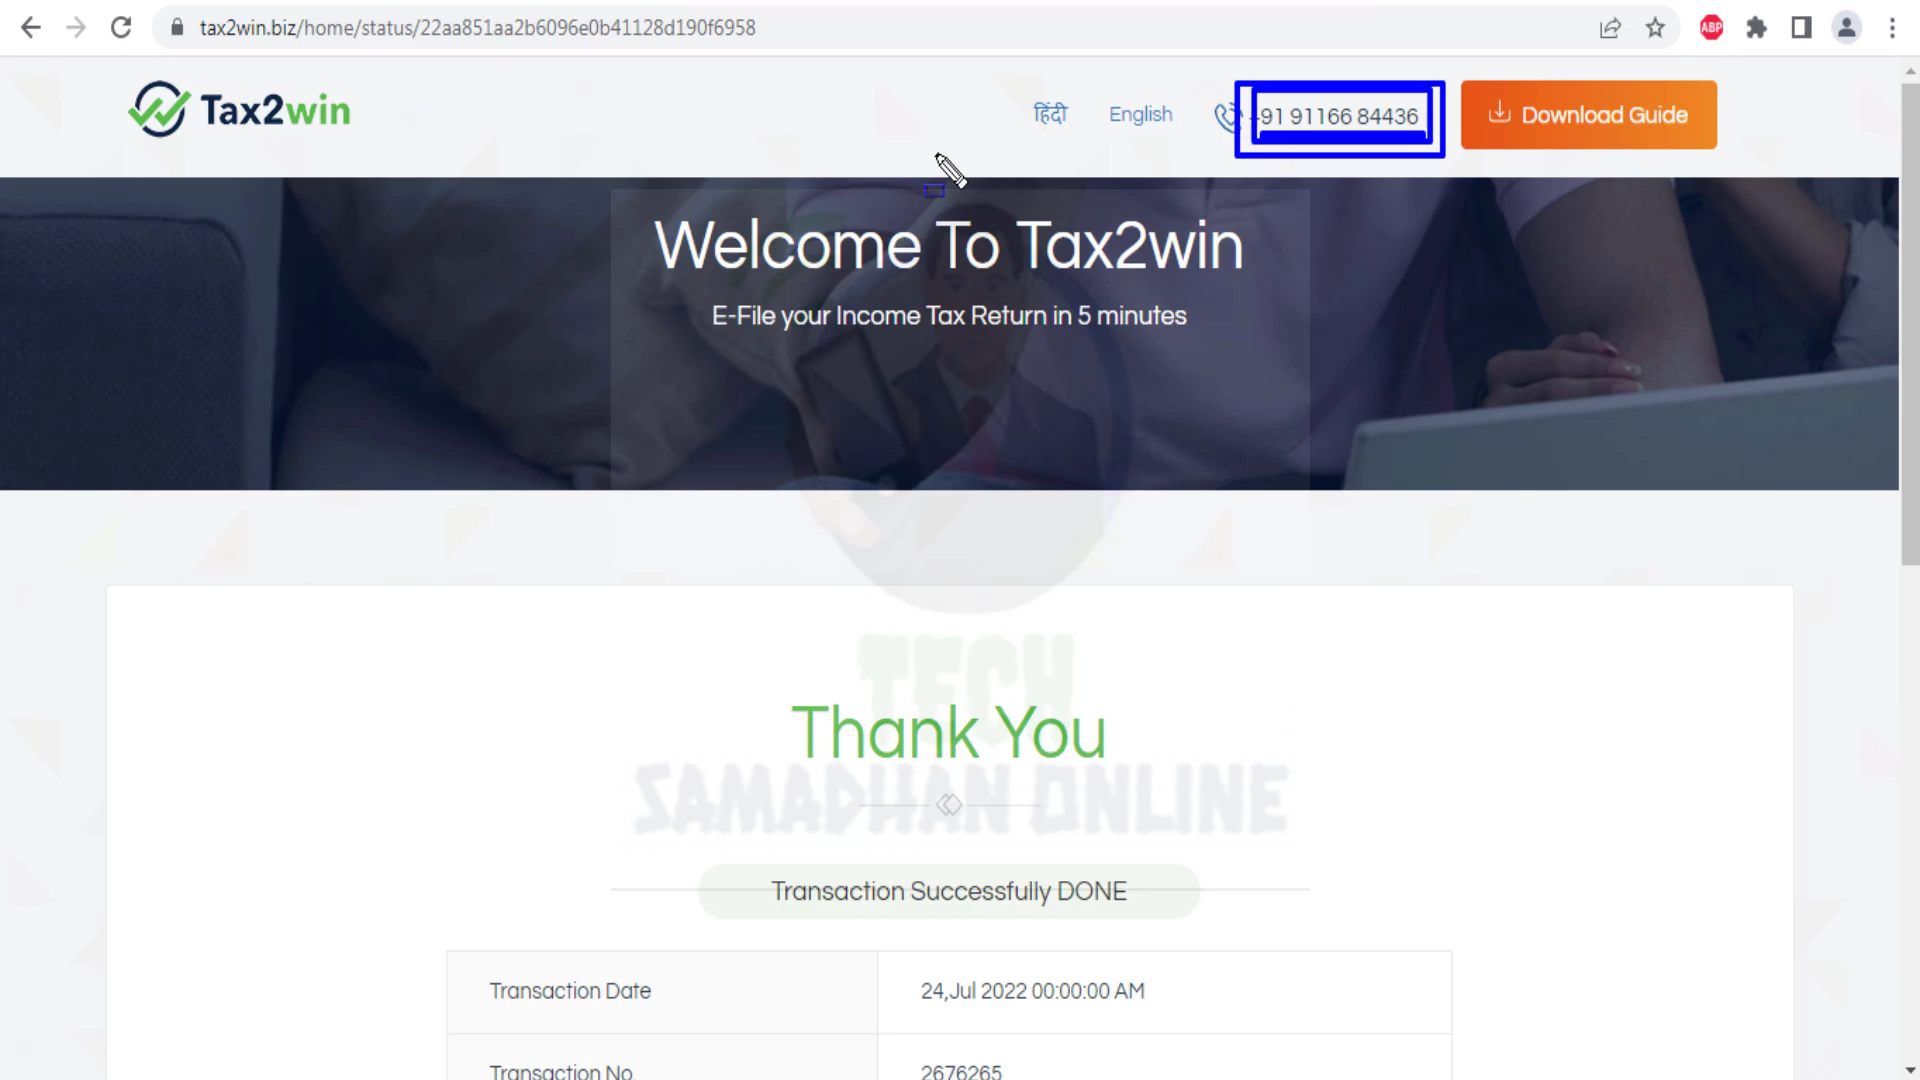 tax2win.biz/home/status/22aa851aa2b6096e0b41128d190f6958
ABP
Tax2win
हिंदी
English
91 91166 84436
Download Guide
Welcome To Tax2win
E-File your Income Tax Return in 5 minutes
TECH
Thank You
SAMADHAN ONLINE
Transaction Successfully DONE
Transaction Date
24,Jul 2022 00:00:00 AM
Transaction No.
2676265